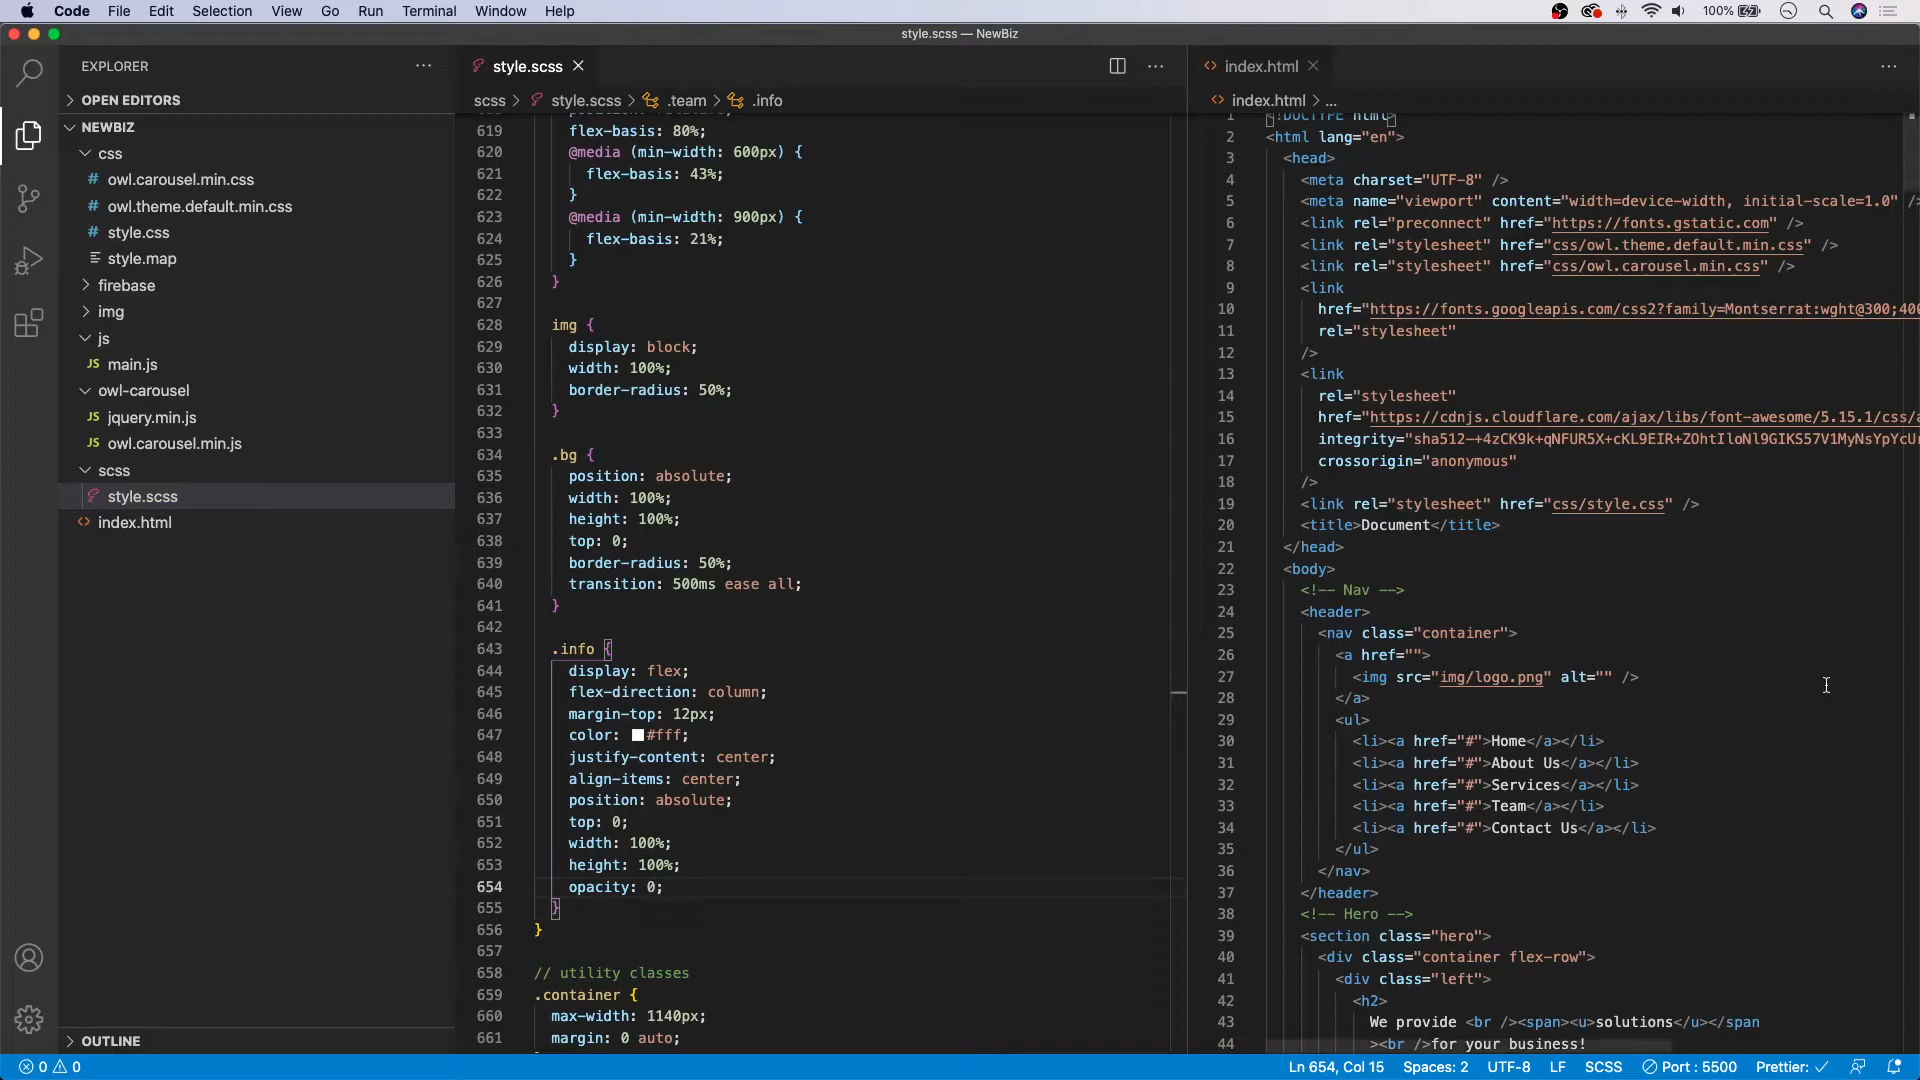 Code File Edit Selection View Go Run Terminal Window Help
100%
style.scss — NewBiz
EXPLORER
OPEN EDITORS
NEWBIZ
css
# owl.carousel.min.css
# owl.theme.default.min.css
# style.css
style.map
firebase
img
js
JS main.js
owl-carousel
JS jquery.min.js
JS owl.carousel.min.js
scss
style.scss
index.html
OUTLINE
style.scss
scss > style.scss > .team > .info
619 flex-basis: 80%;
620 @media (min-width: 600px) {
621 flex-basis: 43%;
622 }
623 @media (min-width: 900px) {
624 flex-basis: 21%;
625 }
626 }
627
628 img {
629 display: block;
630 width: 100%;
631 border-radius: 50%;
632 }
633
634 .bg {
635 position: absolute;
636 width: 100%;
637 height: 100%;
638 top: 0;
639 border-radius: 50%;
640 transition: 500ms ease all;
641 }
642
643 .info {
644 display: flex;
645 flex-direction: column;
646 margin-top: 12px;
647 color: #fff;
648 justify-content: center;
649 align-items: center;
650 position: absolute;
651 top: 0;
652 width: 100%;
653 height: 100%;
654 opacity: 0;
655 }
656 }
657
658 // utility classes
659 .container {
660 max-width: 1140px;
661 margin: 0 auto;
index.html
index.html > ...
1 <!DOCTYPE html>
2 <html lang="en">
3 <head>
4 <meta charset="UTF-8" />
5 <meta name="viewport" content="width=device-width, initial-scale=1.0" />
6 <link rel="preconnect" href="https://fonts.gstatic.com" />
7 <link rel="stylesheet" href="css/owl.theme.default.min.css" />
8 <link rel="stylesheet" href="css/owl.carousel.min.css" />
9 <link
10 href="https://fonts.googleapis.com/css2?family=Montserrat:wght@300;400
11 rel="stylesheet"
12 />
13 <link
14 rel="stylesheet"
15 href="https://cdnjs.cloudflare.com/ajax/libs/font-awesome/5.15.1/css/a
16 integrity="sha512-+4zCK9k+qNFUR5X+cKL9EIR+ZOhtIloNl9GIKS57V1MyNsYpYcU
17 crossorigin="anonymous"
18 />
19 <link rel="stylesheet" href="css/style.css" />
20 <title>Document</title>
21 </head>
22 <body>
23 <!-- Nav -->
24 <header>
25 <nav class="container">
26 <a href="">
27 <img src="img/logo.png" alt="" />
28 </a>
29 <ul>
30 <li><a href="#">Home</a></li>
31 <li><a href="#">About Us</a></li>
32 <li><a href="#">Services</a></li>
33 <li><a href="#">Team</a></li>
34 <li><a href="#">Contact Us</a></li>
35 </ul>
36 </nav>
37 </header>
38 <!-- Hero -->
39 <section class="hero">
40 <div class="container flex-row">
41 <div class="left">
42 <h2>
43 We provide <br /><span><u>solutions</u></span
44 ><br />for your business!
0 0
Ln 654, Col 15 Spaces: 2 UTF-8 LF SCSS Port : 5500 Prettier: ✓